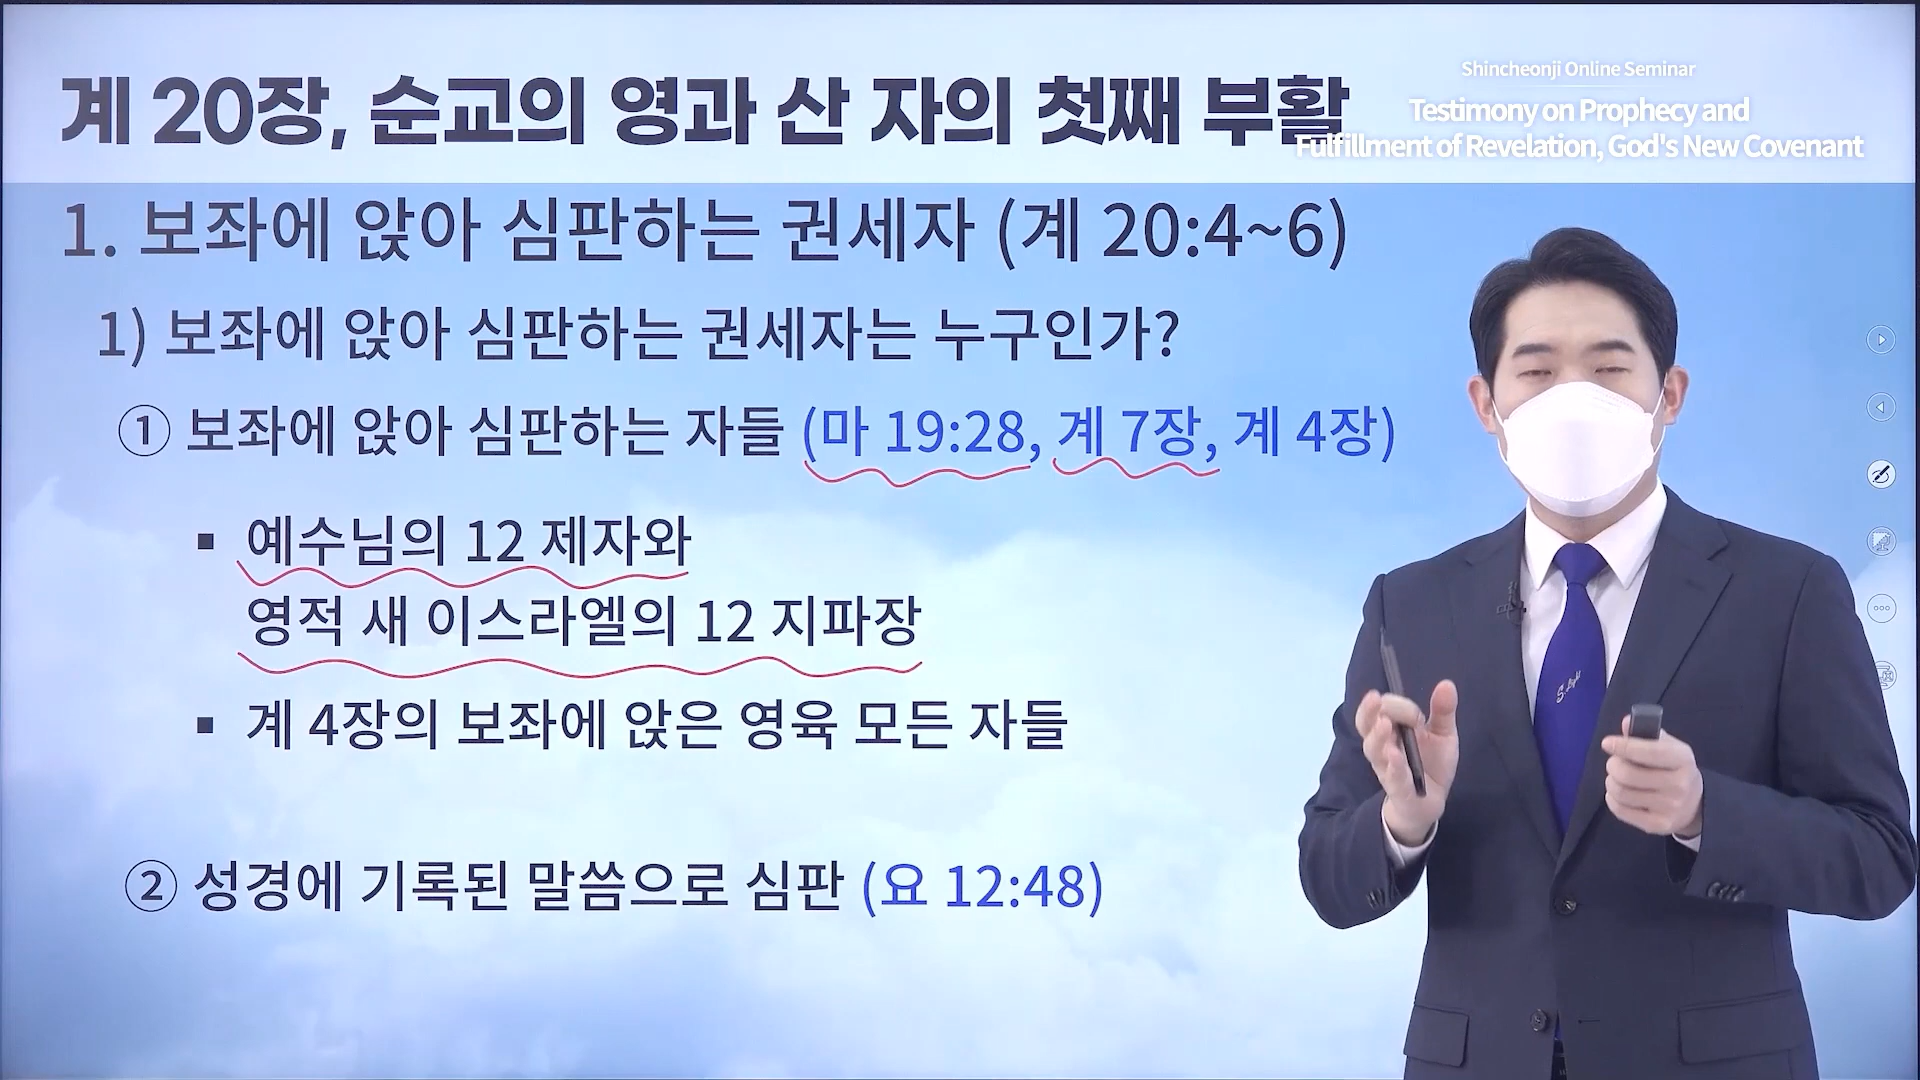 계 20장, 순교의 영과 산 자의 첫째 부활
Shincheonji Online Seminar
Testimony on Prophecy and
Fulfillment of Revelation, God's New Covenant
1. 보좌에 앉아 심판하는 권세자 (계 20:4~6)
1) 보좌에 앉아 심판하는 권세자는 누구인가?
① 보좌에 앉아 심판하는 자들 (마 19:28, 계 7장, 계 4장)
▪ 예수님의 12 제자와
영적 새 이스라엘의 12 지파장
▪ 계 4장의 보좌에 앉은 영육 모든 자들
② 성경에 기록된 말씀으로 심판 (요 12:48)